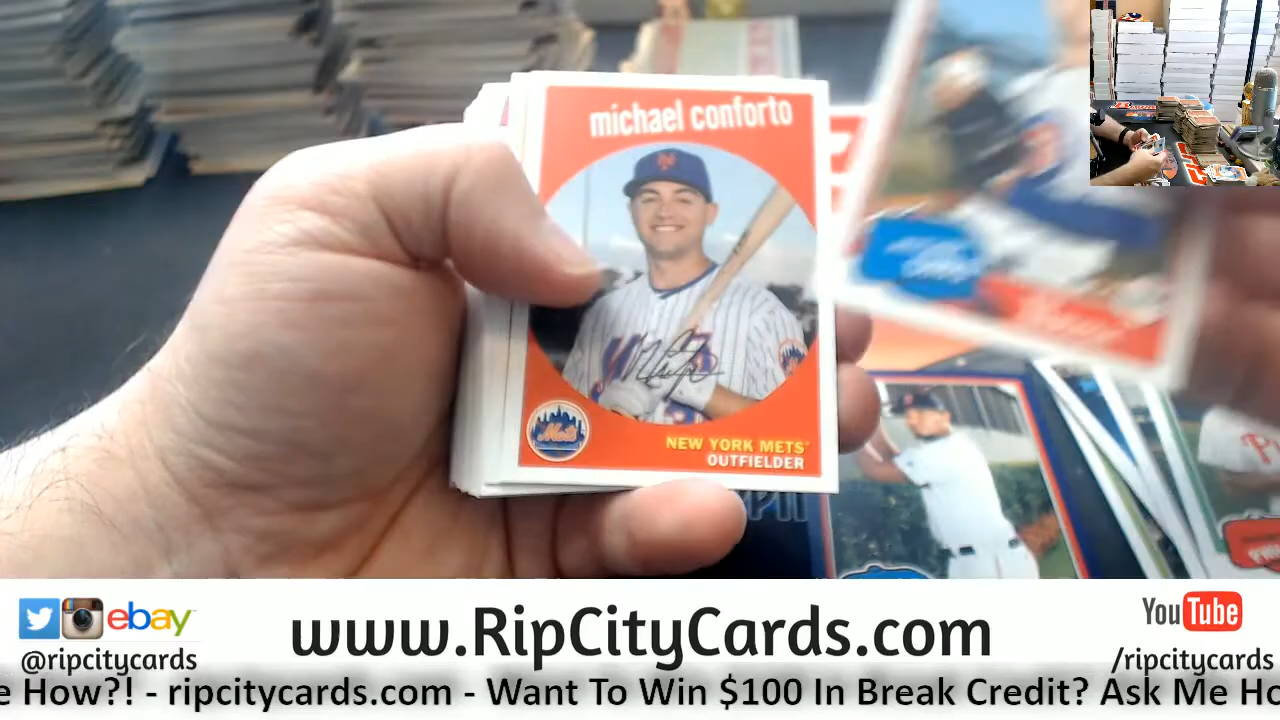 michael conforto
Mets
NEW YORK METS
OUTFIELDER
ebay
@ripcitycards
www.RipCityCards.com
YouTube
/ripcitycards
e How?! - ripcitycards.com - Want To Win $100 In Break Credit? Ask Me Ho